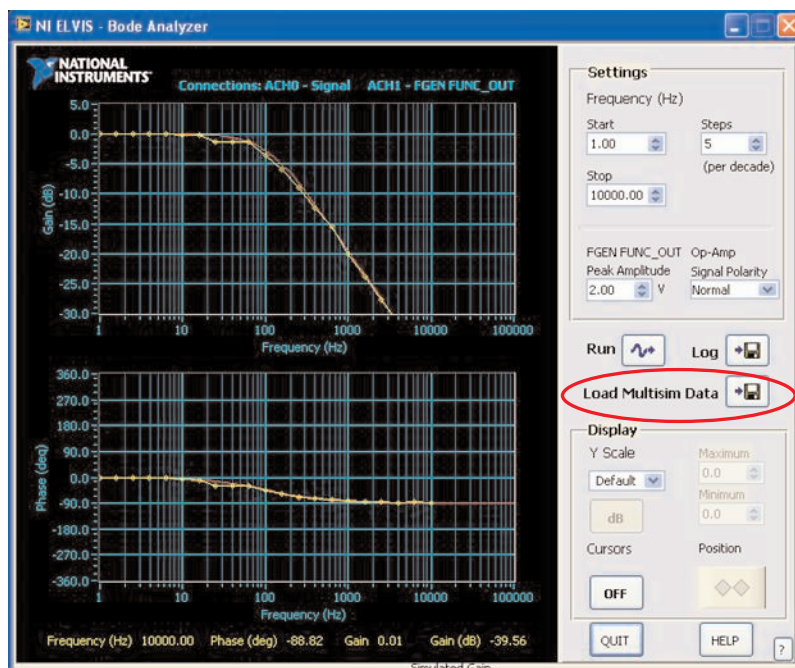 NI ELVIS - Bode Analyzer
NATIONAL
INSTRUMENTS™
Connections: ACH0 - Signal ACH1 - FGEN FUNC_OUT
5.0
0.0
-5.0
-10.0
-15.0
-20.0
-25.0
-30.0
Gain (dB)
1 10 100 1000 10000 100000
Frequency (Hz)
360.0
270.0
180.0
90.0
0.0
-90.0
-180.0
-270.0
-360.0
Phase (deg)
1 10 100 1000 10000 100000
Frequency (Hz)
Frequency (Hz) 10000.00 Phase (deg) -88.82 Gain 0.01 Gain (dB) -39.56
Settings
Frequency (Hz)
Start Steps
1.00 5
(per decade)
Stop
10000.00
FGEN FUNC_OUT Op-Amp
Peak Amplitude Signal Polarity
2.00 V Normal
Run Log
Load Multisim Data
Display
Y Scale Maximum
Default 0.0
Minimum
dB 0.0
Cursors Position
OFF
QUIT HELP ?
Simulated Gain